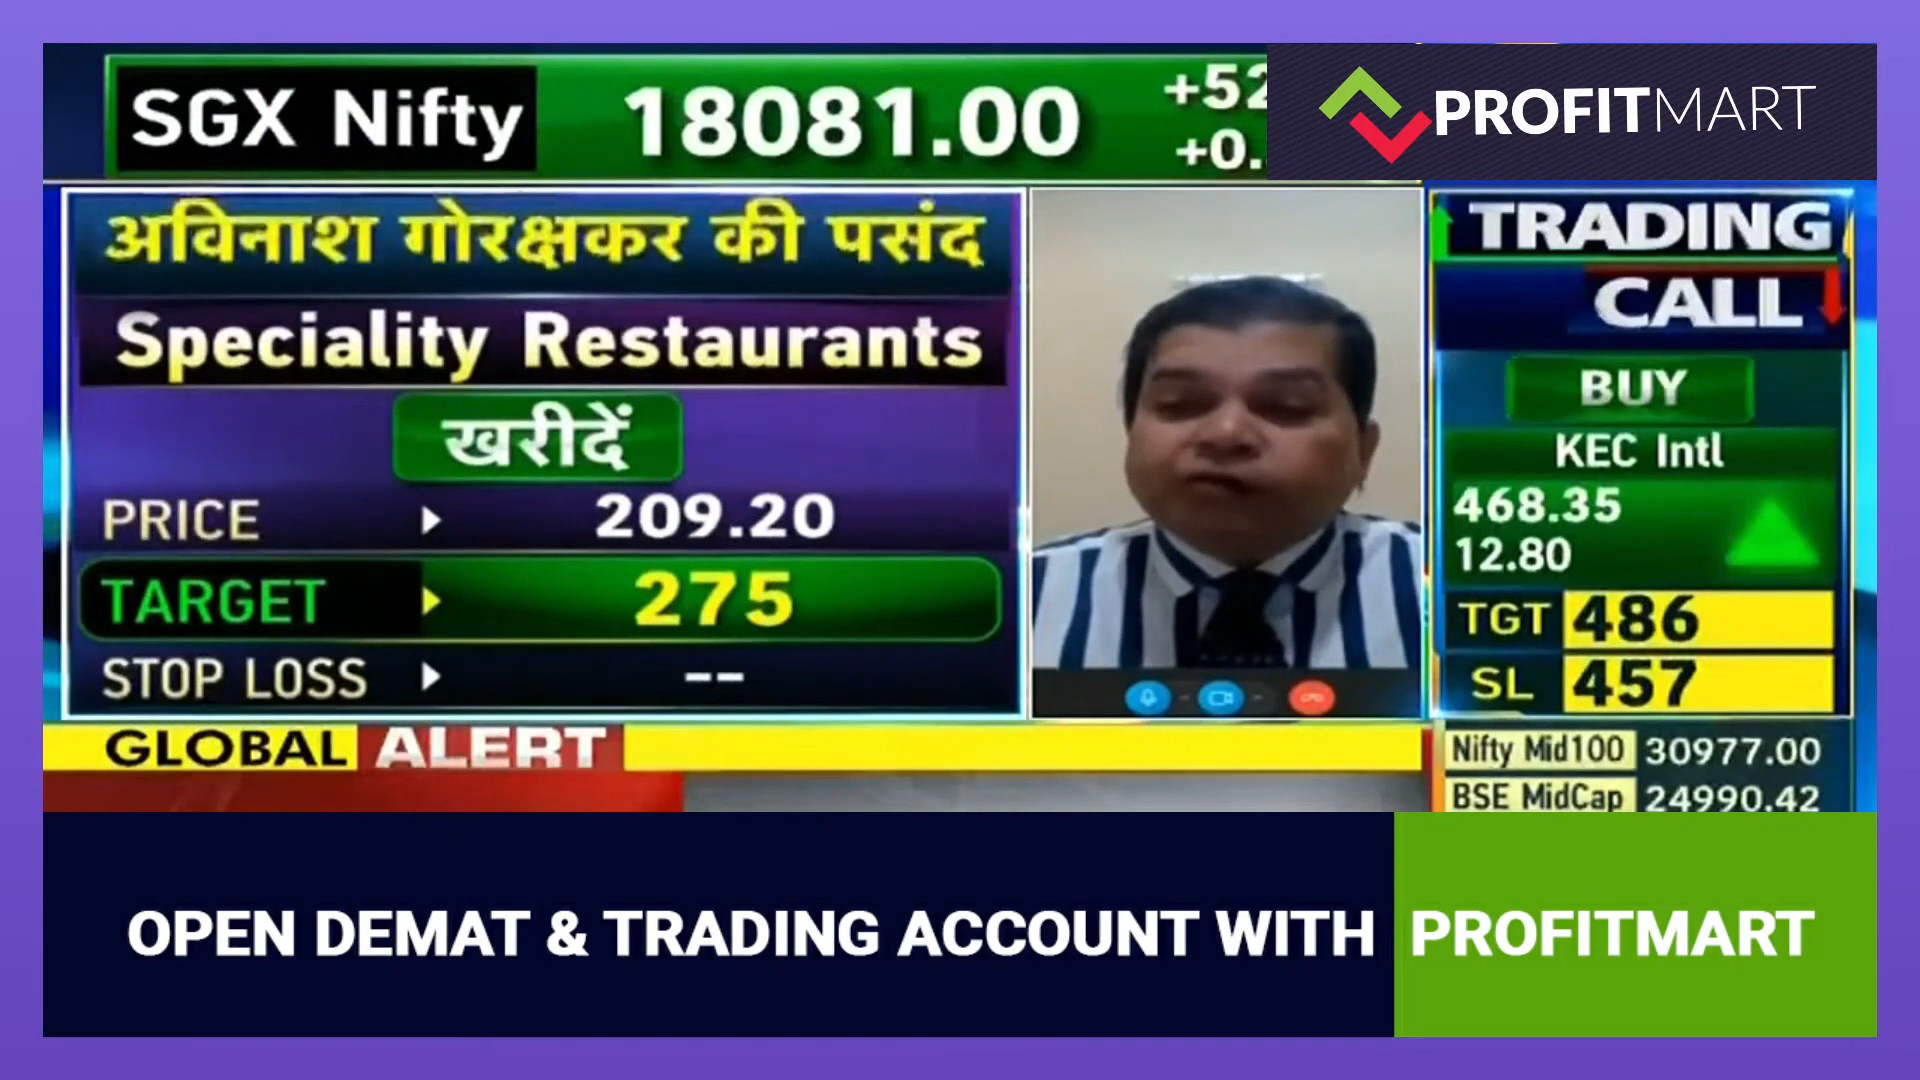 SGX Nifty 18081.00 +52
+0.
PROFITMART
अविनाश गोरक्षकर की पसंद
Speciality Restaurants
खरीदें
PRICE 209.20
TARGET 275
STOP LOSS --
TRADING
CALL
BUY
KEC Intl
468.35
12.80
TGT 486
SL 457
GLOBAL ALERT
Nifty Mid100 30977.00
BSE MidCap 24990.42
OPEN DEMAT & TRADING ACCOUNT WITH PROFITMART